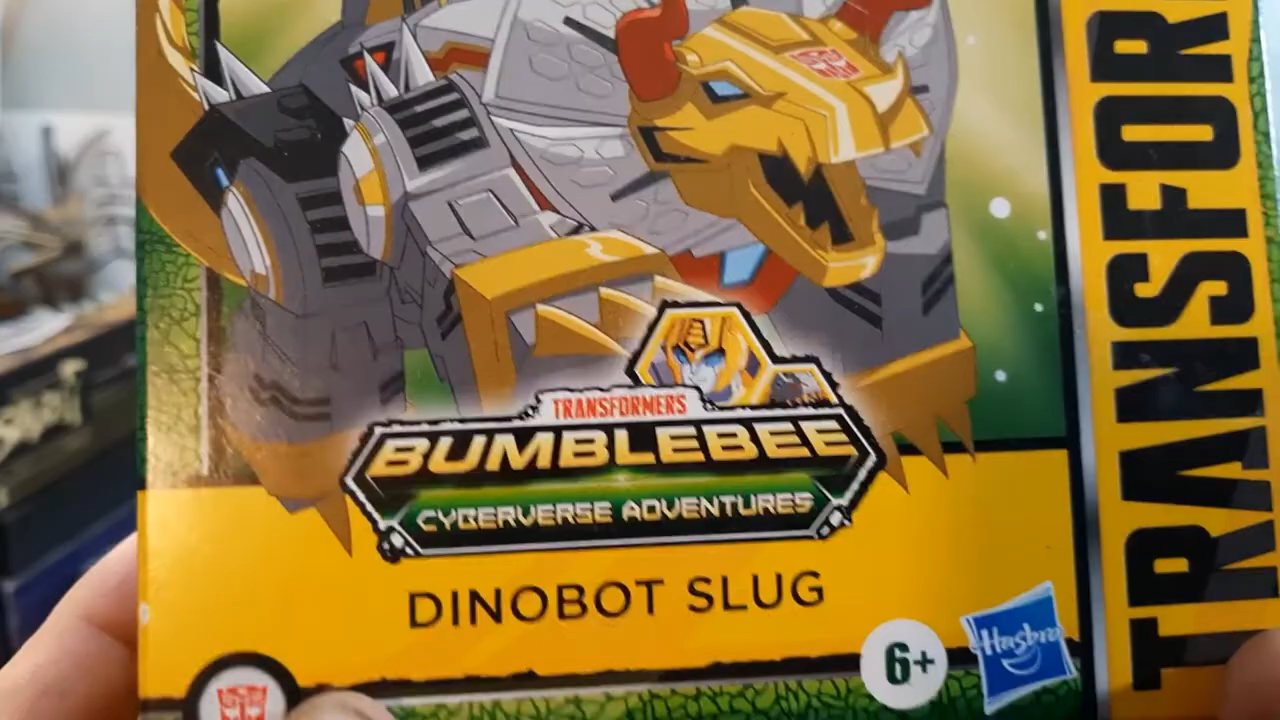 TRANSFORMERS
BUMBLEBEE
CYBERVERSE ADVENTURES
DINOBOT SLUG
6+
Hasbro
TRANSFOR